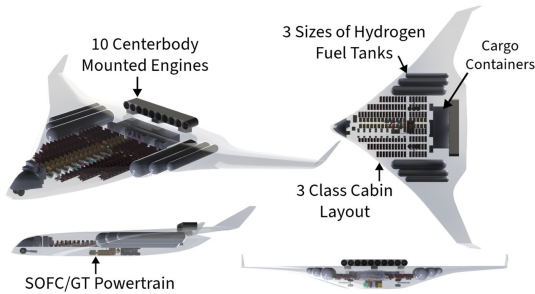 10 Centerbody
Mounted Engines
3 Sizes of Hydrogen
Fuel Tanks
Cargo
Containers
3 Class Cabin
Layout
SOFC/GT Powertrain